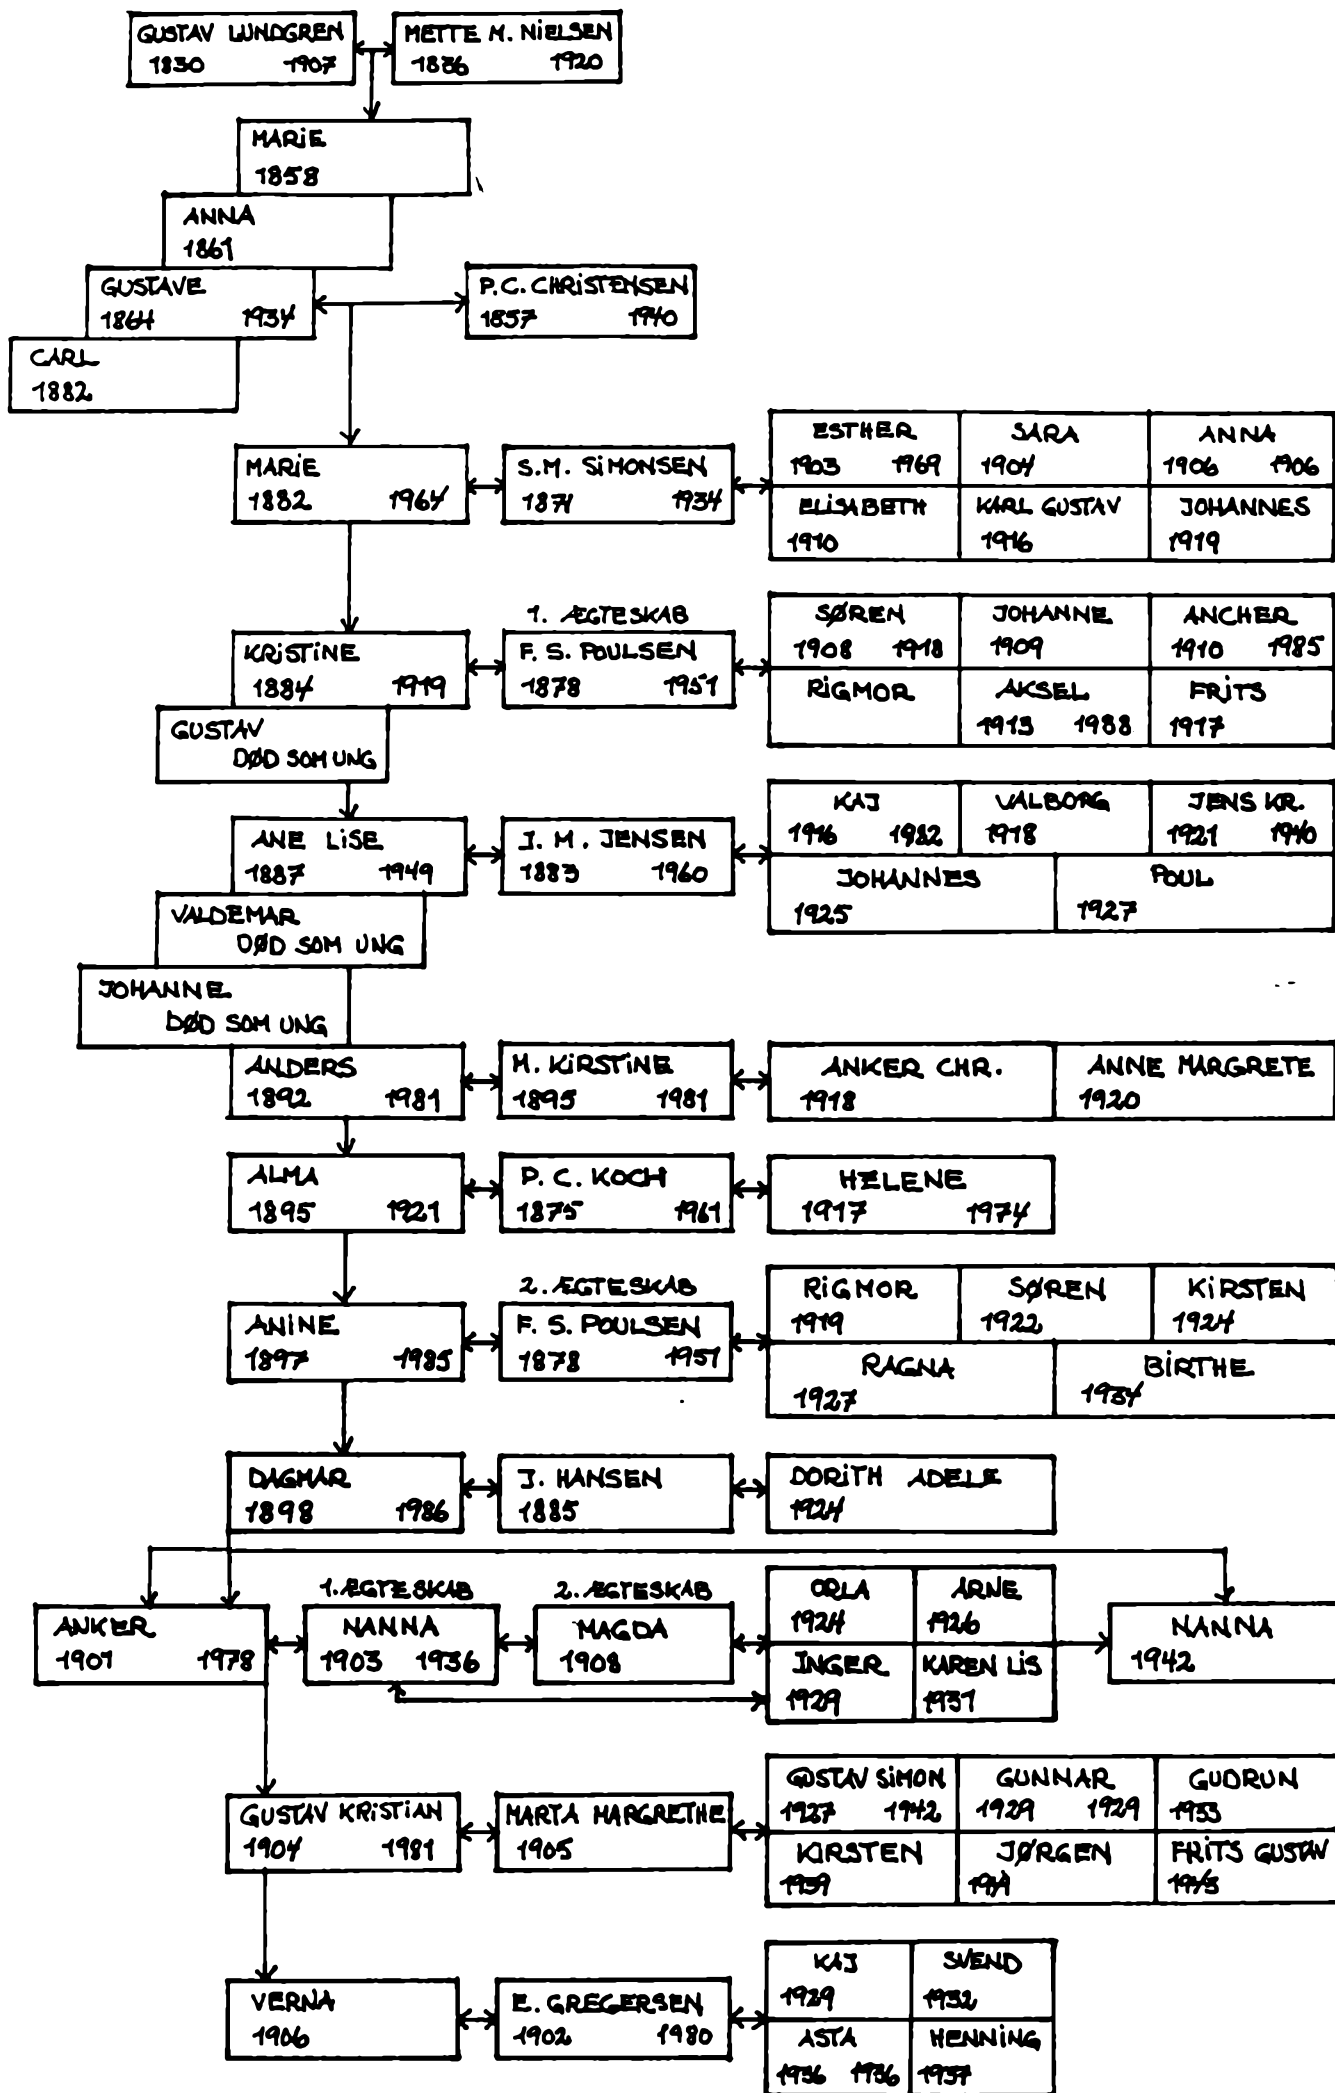 GUSTAV LUNDGREN METTE M. NIELSEN
1830 1907 1836 1920
MARIE
1858
ANNA
1861
GUSTAVE P.C. CHRISTENSEN
1864 1934 1857 1940
CARL
1882
ESTHER SARA ANNA
1903 1969 1904 1906 1906
MARIE S.M. SIMONSEN
1882 1964 1874 1934
ELISABETH KARL GUSTAV JOHANNES
1910 1916 1919
1. ÆGTESKAB
SØREN JOHANNE ANCHER
1908 1918 1909 1910 1985
KRISTINE F. S. POULSEN
1884 1919 1878 1951
RIGMOR AKSEL FRITS
1913 1988 1917
GUSTAV
DØD SOM UNG
KAJ VALBORG JENS KR.
1916 1982 1918 1921 1940
ANE LISE J. M. JENSEN
1887 1949 1883 1960
JOHANNES POUL
1925 1927
VALDEMAR
DØD SOM UNG
JOHANNE
DØD SOM UNG
ANDERS M. KIRSTINE ANKER CHR. ANNE MARGRETE
1892 1981 1895 1981 1918 1920
ALMA P. C. KOCH HELENE
1895 1921 1875 1961 1917 1974
2. ÆGTESKAB
RIGMOR SØREN KIRSTEN
1919 1922 1924
ANINE F. S. POULSEN
1897 1985 1878 1951
RAGNA BIRTHE
1927 1934
DAGMAR J. HANSEN DORITH ADELE
1898 1986 1885 1924
1. ÆGTESKAB 2. ÆGTESKAB
ORLA ARNE
1924 1926
ANKER NANNA MAGDA NANNA
1901 1978 1903 1936 1908 1942
INGER KAREN LIS
1929 1931
GUSTAV SIMON GUNNAR GUDRUN
1927 1942 1929 1929 1933
GUSTAV KRISTIAN MARTA MARGRETHE
1904 1981 1905
KIRSTEN JØRGEN FRITS GUSTAV
1939 1943
KAJ SVEND
1929 1932
VERNA E. GREGERSEN
1906 1902 1980
ASTA HENNING
1936 1936 1937